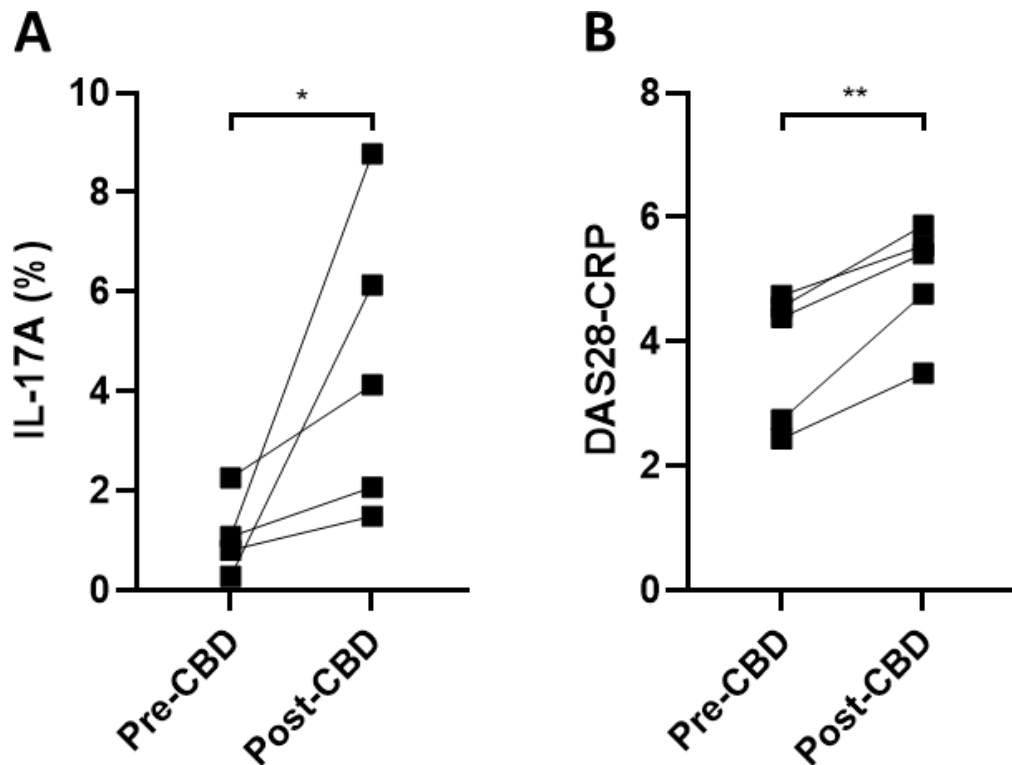 A
IL-17A (%)
10
8
6
4
2
0
*
Pre-CBD
Post-CBD
B
DAS28-CRP
8
6
4
2
0
**
Pre-CBD
Post-CBD